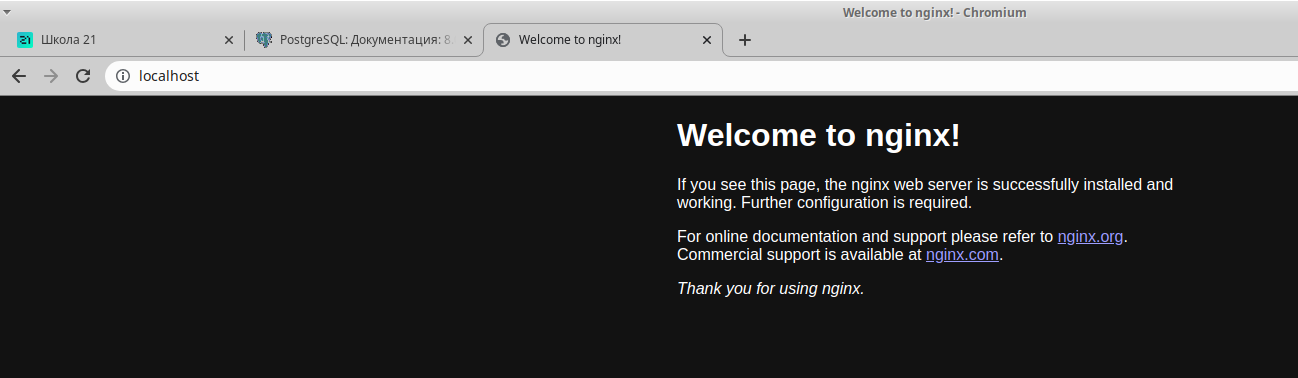 Welcome to nginx! - Chromium
Школа 21
PostgreSQL: Документация: 8.
Welcome to nginx!
localhost
Welcome to nginx!
If you see this page, the nginx web server is successfully installed and
working. Further configuration is required.
For online documentation and support please refer to nginx.org.
Commercial support is available at nginx.com.
Thank you for using nginx.